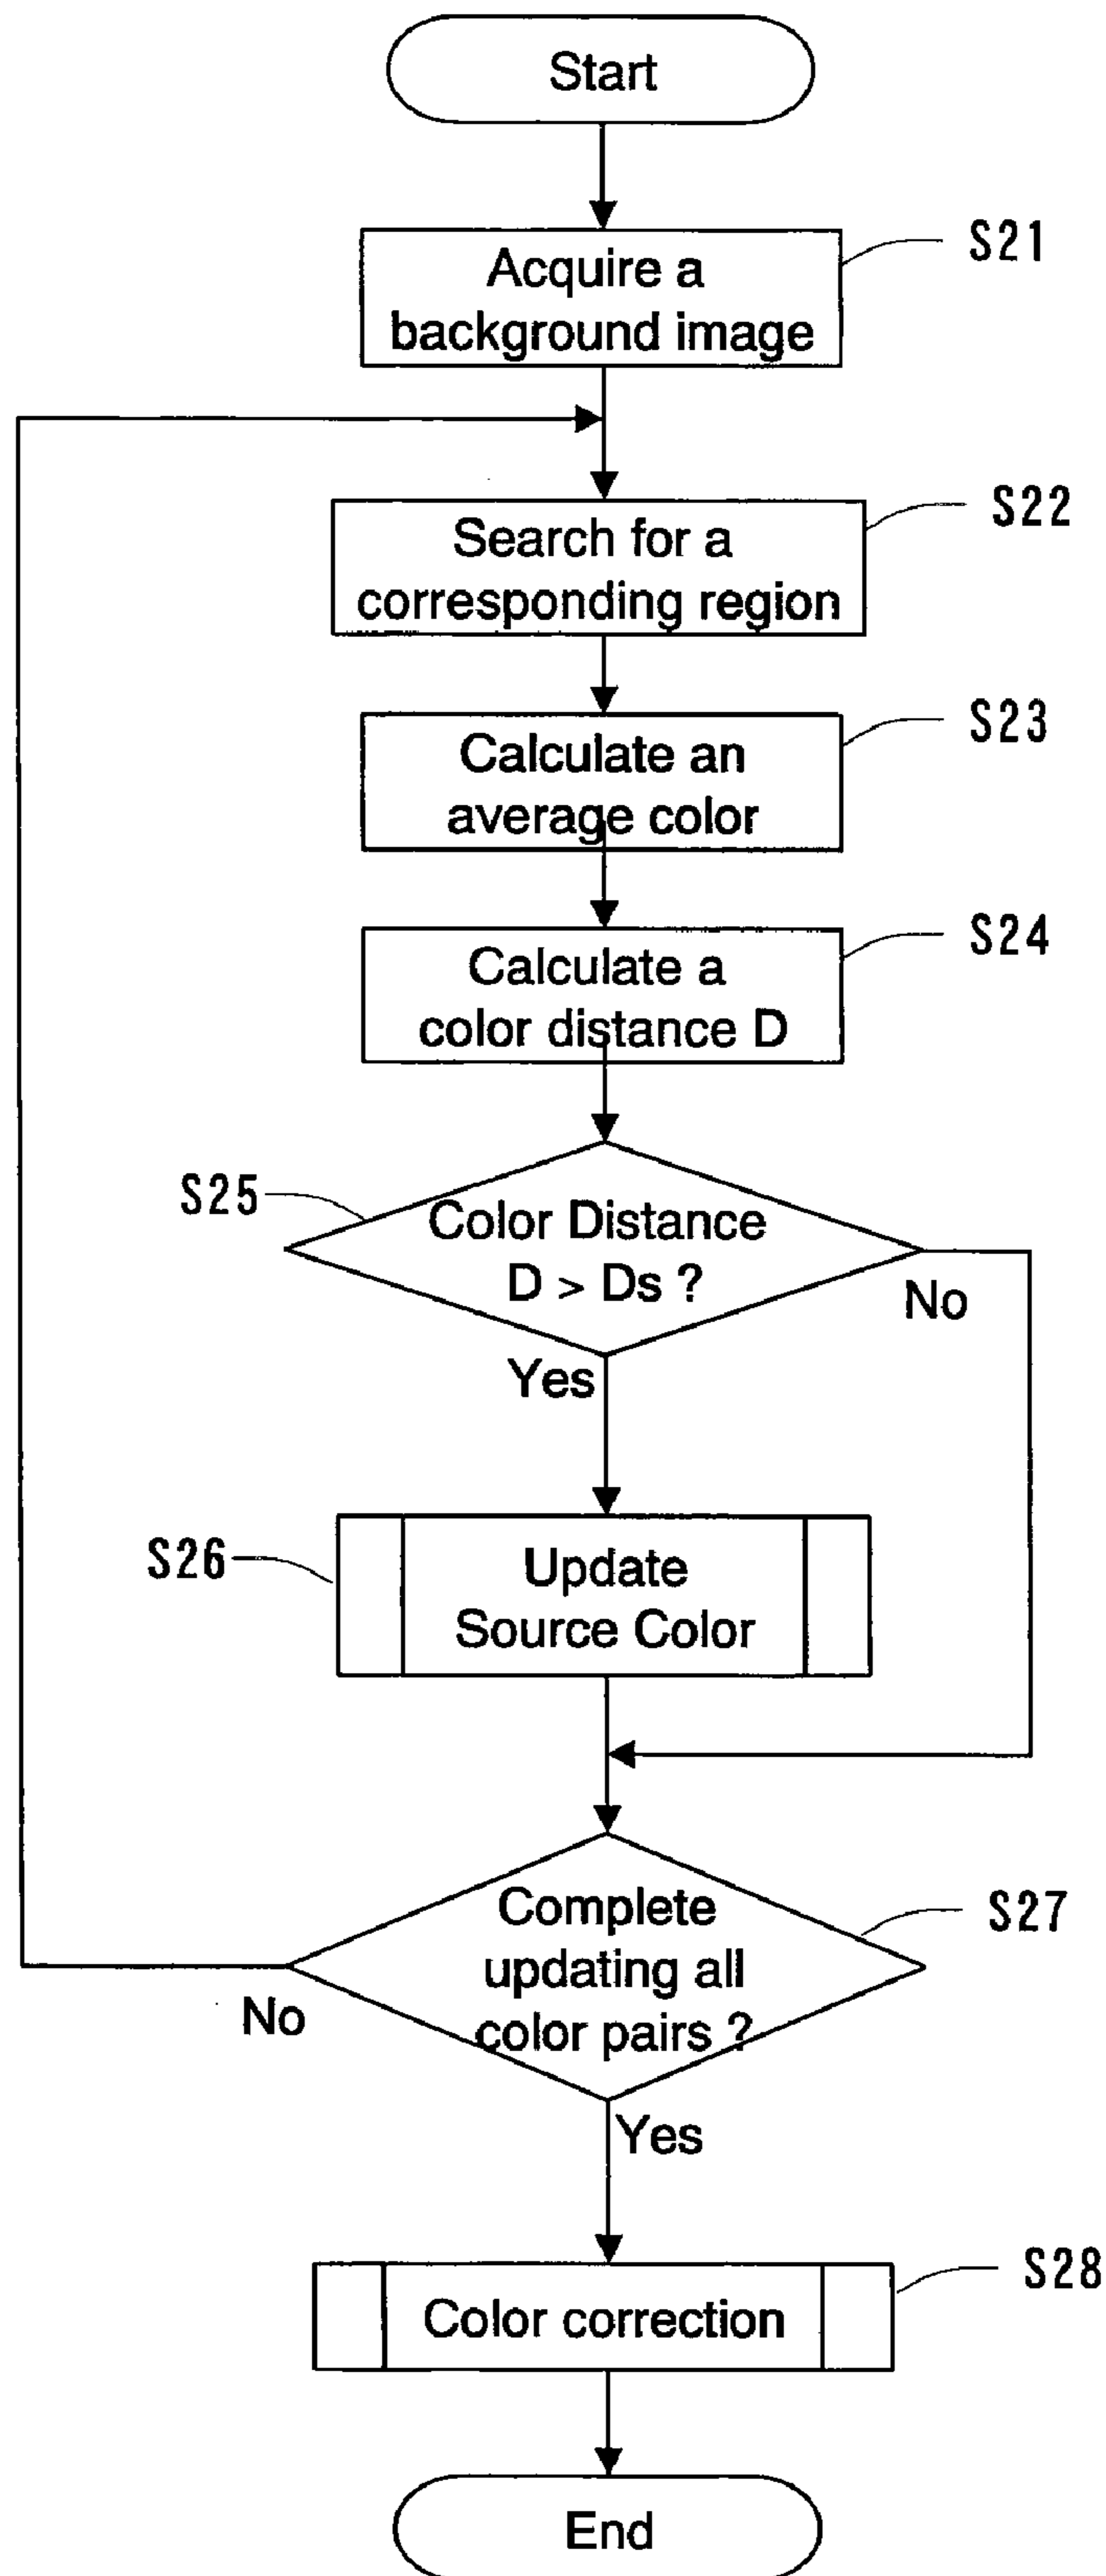 Start
S21
Acquire a
background image
S22
Search for a
corresponding region
S23
Calculate an
average color
S24
Calculate a
color distance D
S25
Color Distance
D > Ds ?
No
Yes
S26
Update
Source Color
S27
Complete
updating all
color pairs ?
No
Yes
S28
Color correction
End